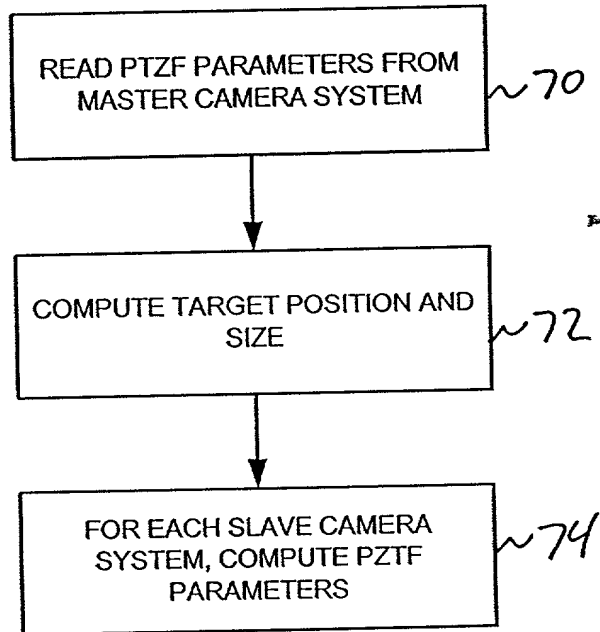 READ PTZF PARAMETERS FROM
MASTER CAMERA SYSTEM
70
COMPUTE TARGET POSITION AND
SIZE
72
FOR EACH SLAVE CAMERA
SYSTEM, COMPUTE PZTF
PARAMETERS
74